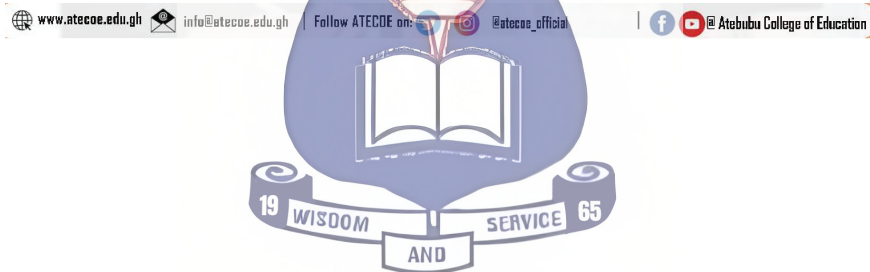 www.atecoe.edu.gh info@atecoe.edu.gh | Follow ATECOE on: @atecoe_official | @ Atebubu College of Education
19 WISDOM SERVICE 65
AND